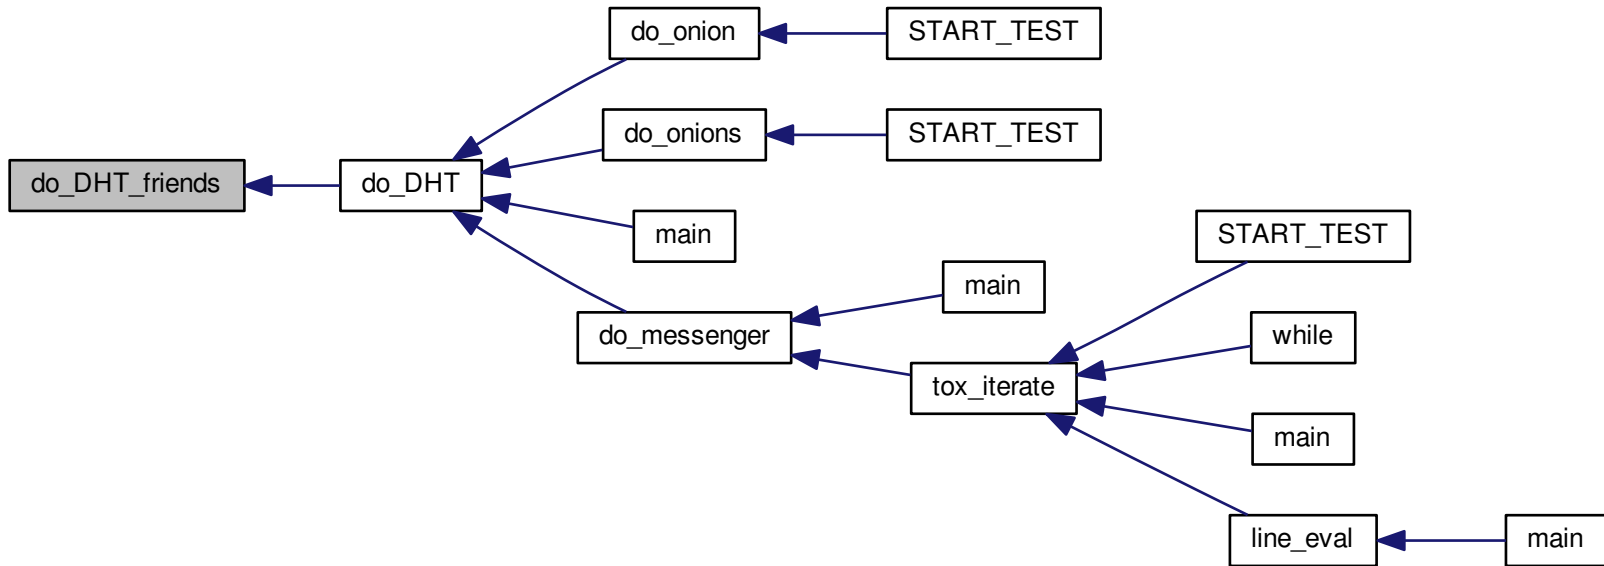 do_onion
START_TEST
do_onions
START_TEST
do_DHT_friends
do_DHT
main
START_TEST
main
do_messenger
while
tox_iterate
main
line_eval
main